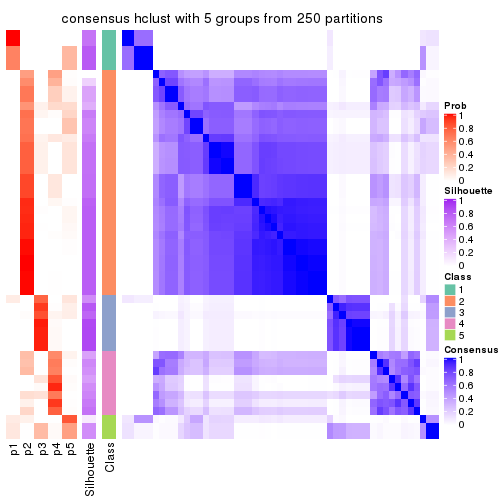 consensus hclust with 5 groups from 250 partitions
Prob
1
0.8
0.6
0.4
0.2
0
Silhouette
1
0.8
0.6
0.4
0.2
0
Class
1
2
3
4
5
Consensus
1
0.8
0.6
0.4
0.2
0
p1
p2
p3
p4
p5
Silhouette
Class